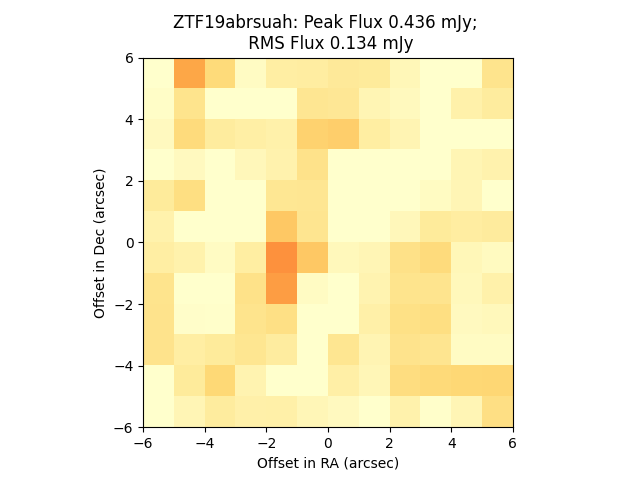 ZTF19abrsuah: Peak Flux 0.436 mJy;
RMS Flux 0.134 mJy
6
4
2
0
−2
−4
−6
Offset in Dec (arcsec)
−6 −4 −2 0 2 4 6
Offset in RA (arcsec)